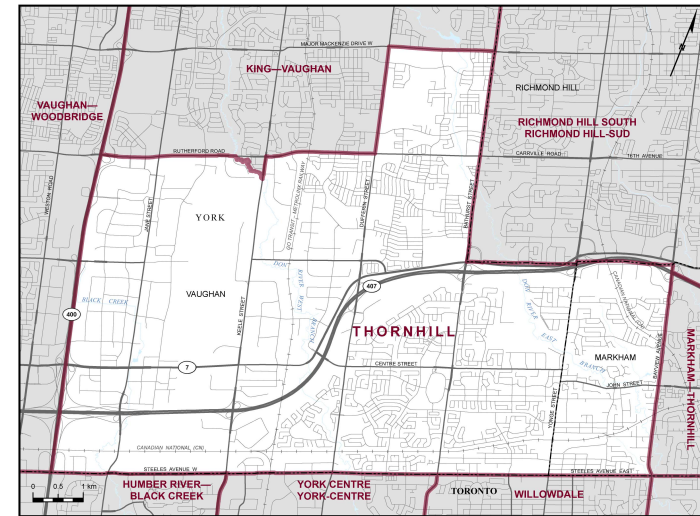 MAJOR MACKENZIE DRIVE W
N
KING—VAUGHAN
RICHMOND HILL
VAUGHAN—
WOODBRIDGE
RICHMOND HILL SOUTH
RICHMOND HILL-SUD
RUTHERFORD ROAD
CARRVILLE ROAD
16TH AVENUE
WESTON ROAD
JANE STREET
GO TRANSIT - METROLINX RAILWAY
DUFFERIN STREET
BATHURST STREET
YORK
DON
RIVER WEST
BRANCH
VAUGHAN
KEELE STREET
BLACK CREEK
407
400
CANADIAN NATIONAL (CN)
DON
RIVER
EAST
BRANCH
THORNHILL
MARKHAM
BAYVIEW AVENUE
MARKHAM—THORNHILL
7
CENTRE STREET
JOHN STREET
YONGE STREET
CANADIAN NATIONAL (CN)
STEELES AVENUE W
STEELES AVENUE EAST
HUMBER RIVER—
BLACK CREEK
YORK CENTRE
YORK-CENTRE
TORONTO
WILLOWDALE
0 0.5 1 km